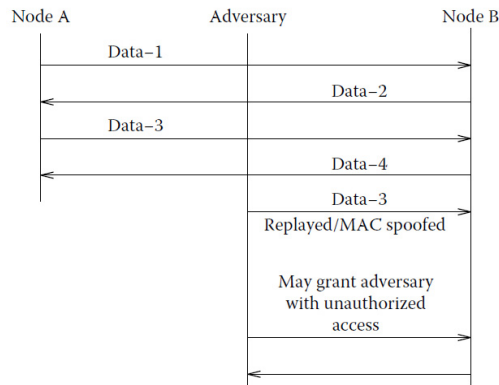 Node A
Adversary
Node B
Data–1
Data–2
Data–3
Data–4
Data–3
Replayed/MAC spoofed
May grant adversary
with unauthorized
access